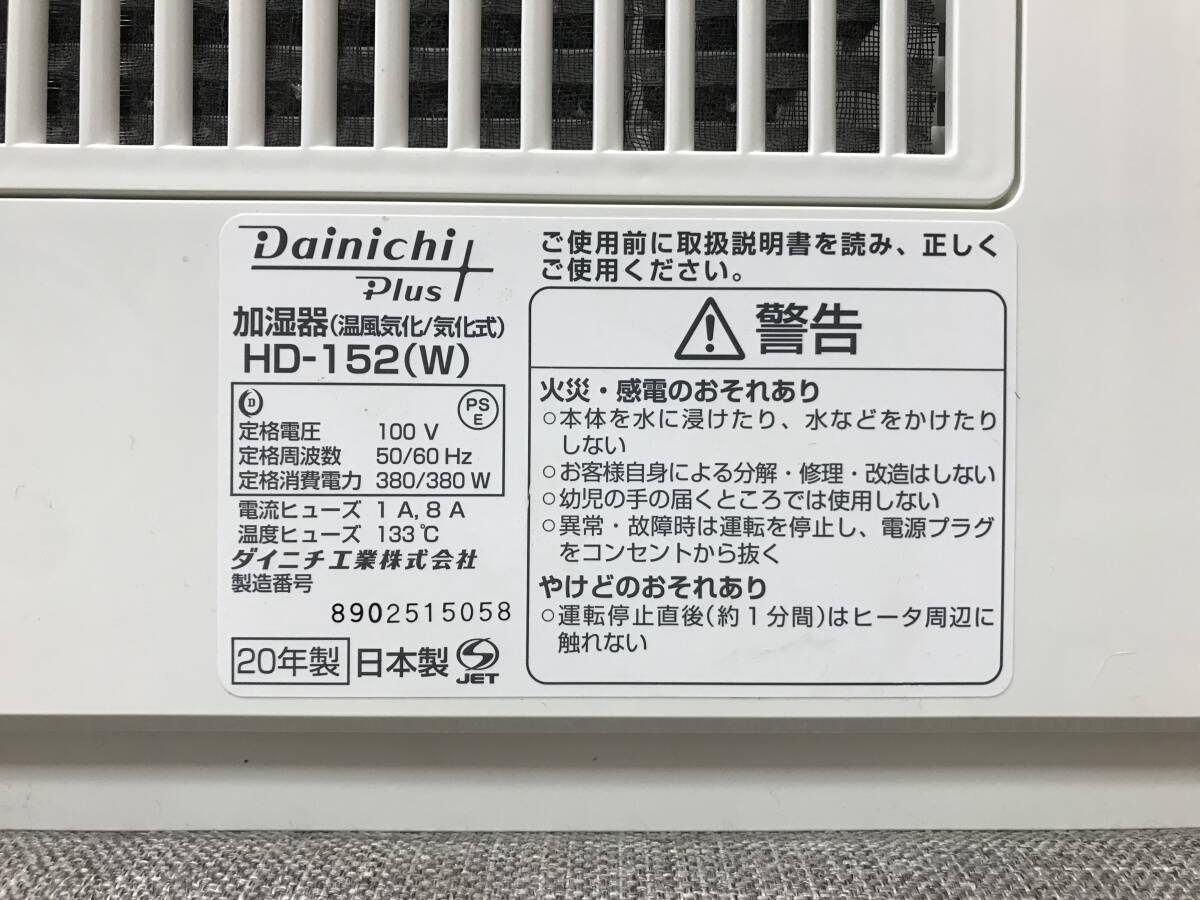 Dainichi
Plus
加湿器(温風気化/気化式)
HD-152(W)
D
PS
E
定格電圧 100 V
定格周波数 50/60 Hz
定格消費電力 380/380 W
電流ヒューズ 1 A, 8 A
温度ヒューズ 133℃
ダイニチ工業株式会社
製造番号
8902515058
20年製 日本製 JET
ご使用前に取扱説明書を読み、正しく
ご使用ください。
警告
火災・感電のおそれあり
○本体を水に浸けたり、水などをかけたり
しない
○お客様自身による分解・修理・改造はしない
○幼児の手の届くところでは使用しない
○異常・故障時は運転を停止し、電源プラグ
をコンセントから抜く
やけどのおそれあり
○運転停止直後(約1分間)はヒータ周辺に
触れない